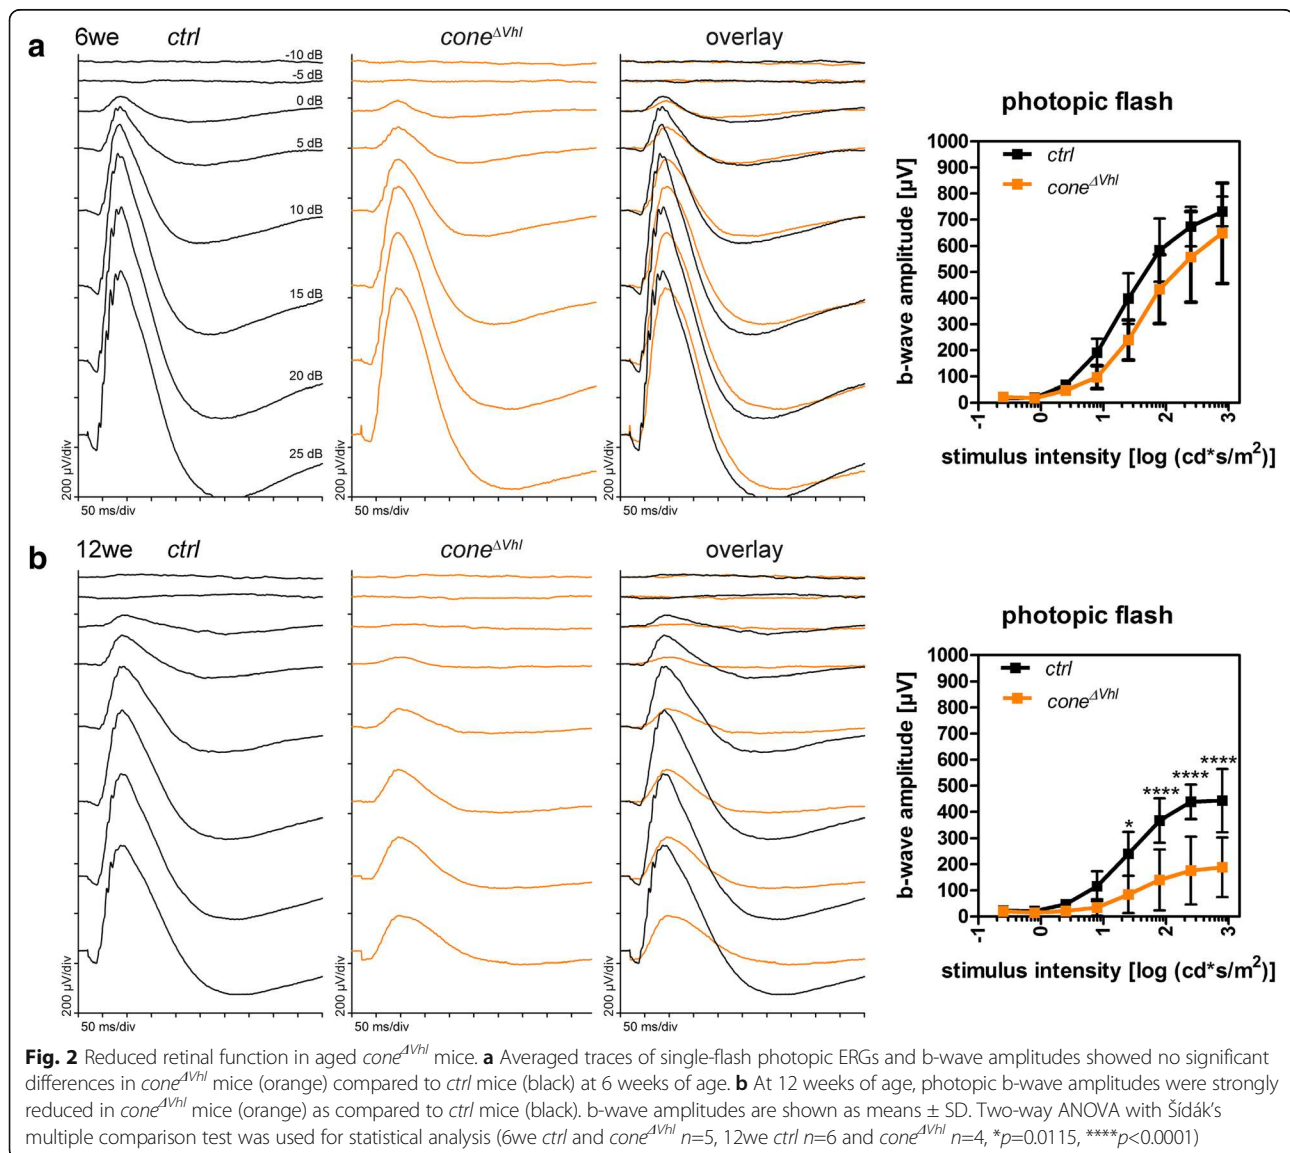 a 6we ctrl cone^ΔVhl overlay
-10 dB
-5 dB
0 dB
5 dB
10 dB
15 dB
20 dB
25 dB
200 µV/div
50 ms/div
200 µV/div
50 ms/div
200 µV/div
50 ms/div
photopic flash
b-wave amplitude [µV]
1000
900
800
700
600
500
400
300
200
100
0
ctrl
cone^ΔVhl
-1 0 1 2 3
stimulus intensity [log (cd*s/m²)]
b 12we ctrl cone^ΔVhl overlay
200 µV/div
50 ms/div
200 µV/div
50 ms/div
200 µV/div
50 ms/div
photopic flash
b-wave amplitude [µV]
1000
900
800
700
600
500
400
300
200
100
0
ctrl
cone^ΔVhl
* **** **** ****
-1 0 1 2 3
stimulus intensity [log (cd*s/m²)]
Fig. 2 Reduced retinal function in aged cone^ΔVhl mice. a Averaged traces of single-flash photopic ERGs and b-wave amplitudes showed no significant
differences in cone^ΔVhl mice (orange) compared to ctrl mice (black) at 6 weeks of age. b At 12 weeks of age, photopic b-wave amplitudes were strongly
reduced in cone^ΔVhl mice (orange) as compared to ctrl mice (black). b-wave amplitudes are shown as means ± SD. Two-way ANOVA with Šídák's
multiple comparison test was used for statistical analysis (6we ctrl and cone^ΔVhl n=5, 12we ctrl n=6 and cone^ΔVhl n=4, *p=0.0115, ****p<0.0001)